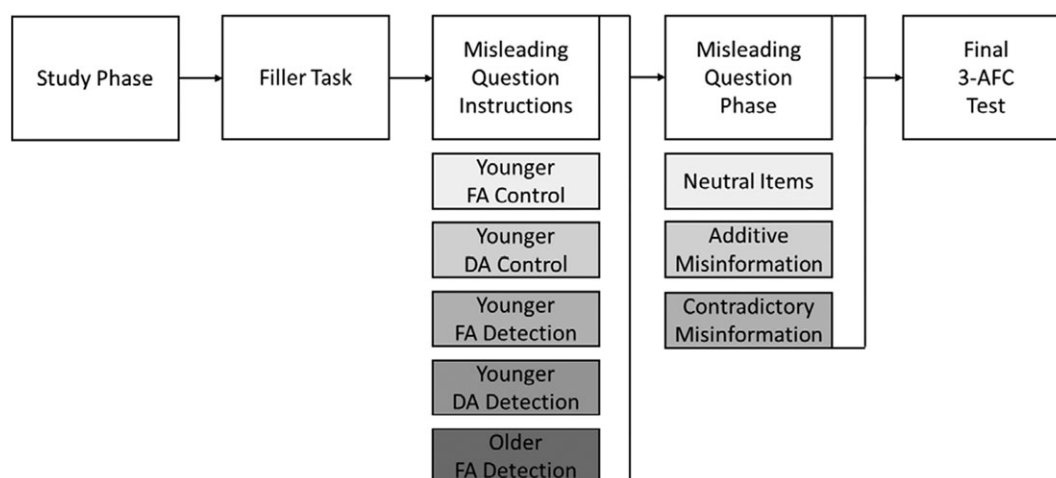 Study Phase
Filler Task
Misleading
Question
Instructions
Misleading
Question
Phase
Final
3-AFC
Test
Younger
FA Control
Younger
DA Control
Younger
FA Detection
Younger
DA Detection
Older
FA Detection
Neutral Items
Additive
Misinformation
Contradictory
Misinformation